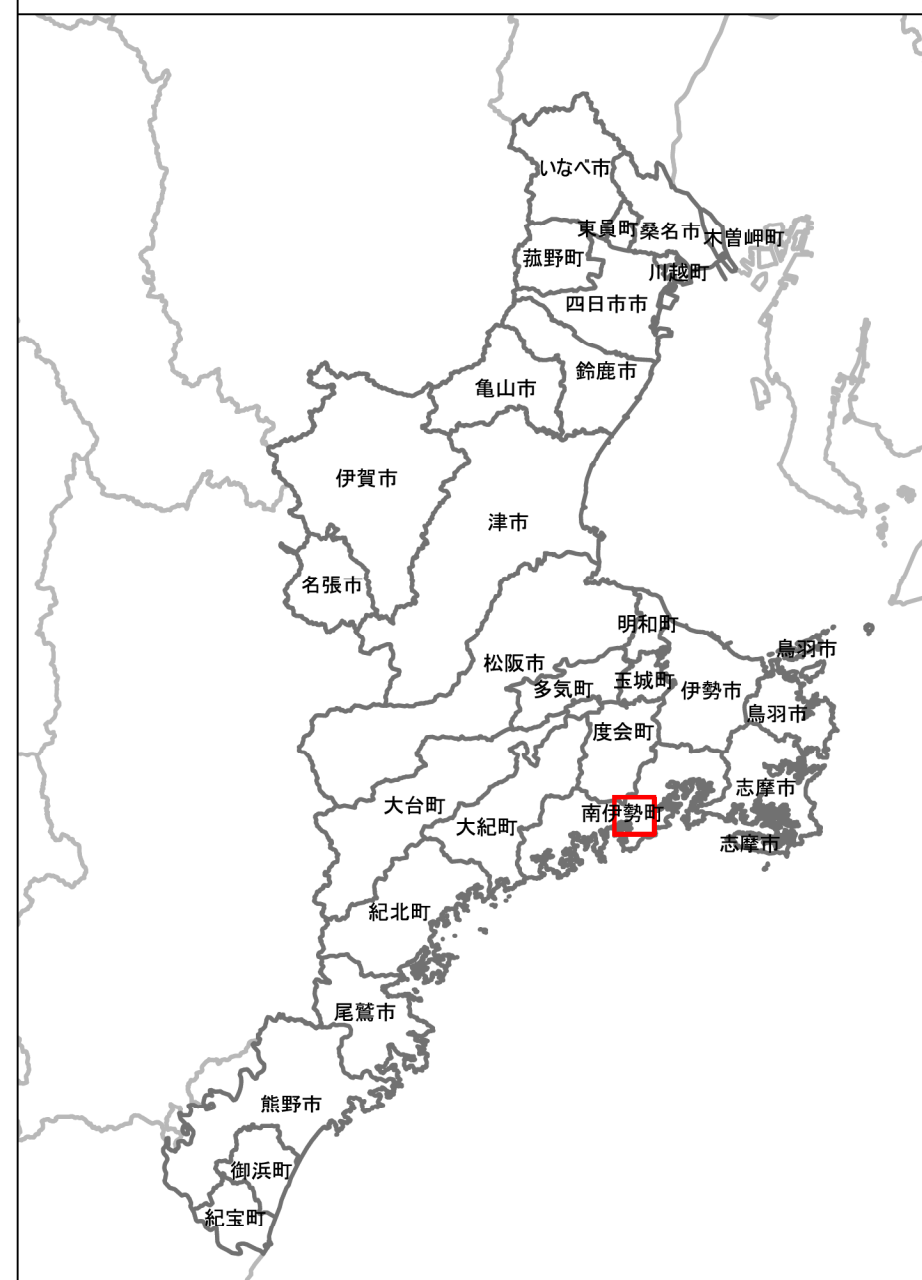 いなべ市
東員町
桑名市
木曽岬町
菰野町
川越町
四日市市
鈴鹿市
亀山市
伊賀市
津市
名張市
明和町
鳥羽市
松阪市
多気町
玉城町
伊勢市
鳥羽市
度会町
志摩市
大台町
南伊勢町
大紀町
志摩市
紀北町
尾鷲市
熊野市
御浜町
紀宝町